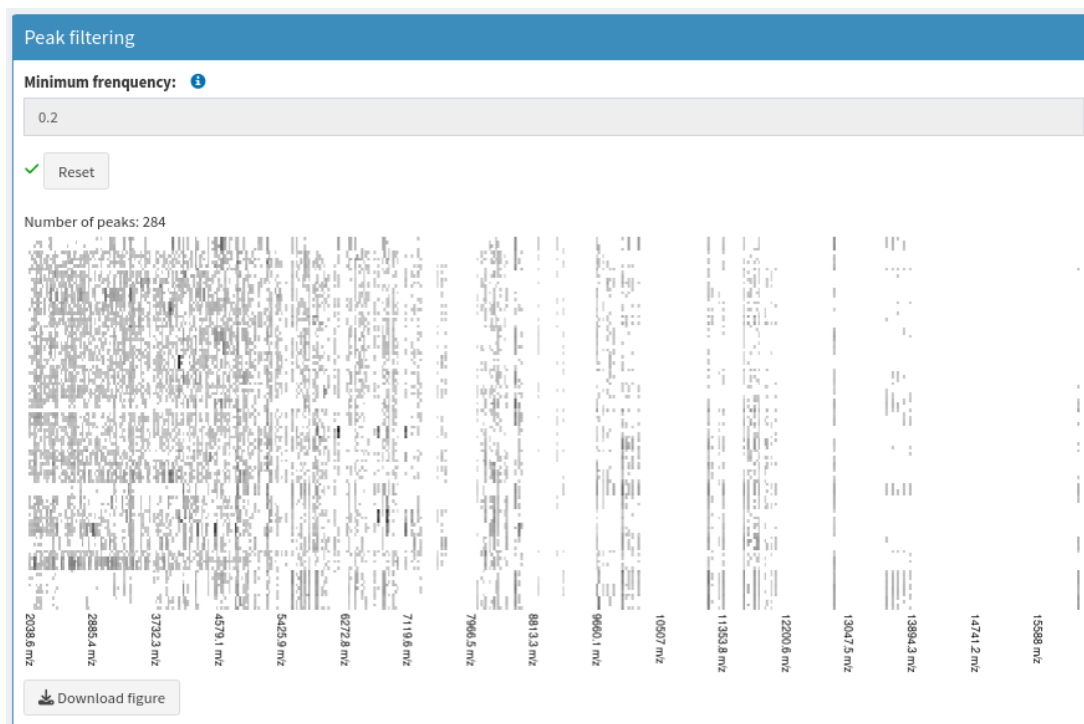 Peak filtering
Minimum frenquency:
0.2
Reset
Number of peaks: 284
2038.6 m/z
2885.4 m/z
3732.3 m/z
4579.1 m/z
5425.9 m/z
6272.8 m/z
7119.6 m/z
7966.5 m/z
8813.3 m/z
9660.1 m/z
10507 m/z
11353.8 m/z
12200.6 m/z
13047.5 m/z
13894.3 m/z
14741.2 m/z
15588 m/z
Download figure